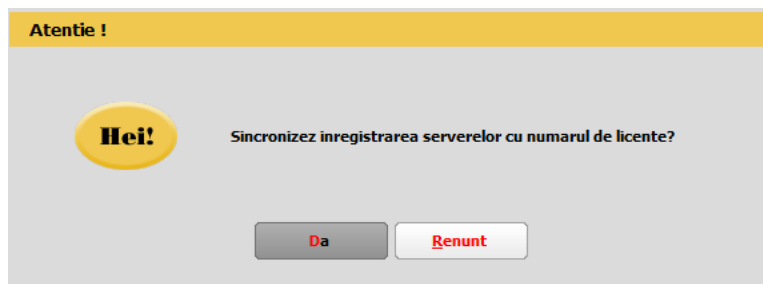 Atentie !
Hei!
Sincronizez inregistrarea serverelor cu numarul de licente?
Da
Renunt